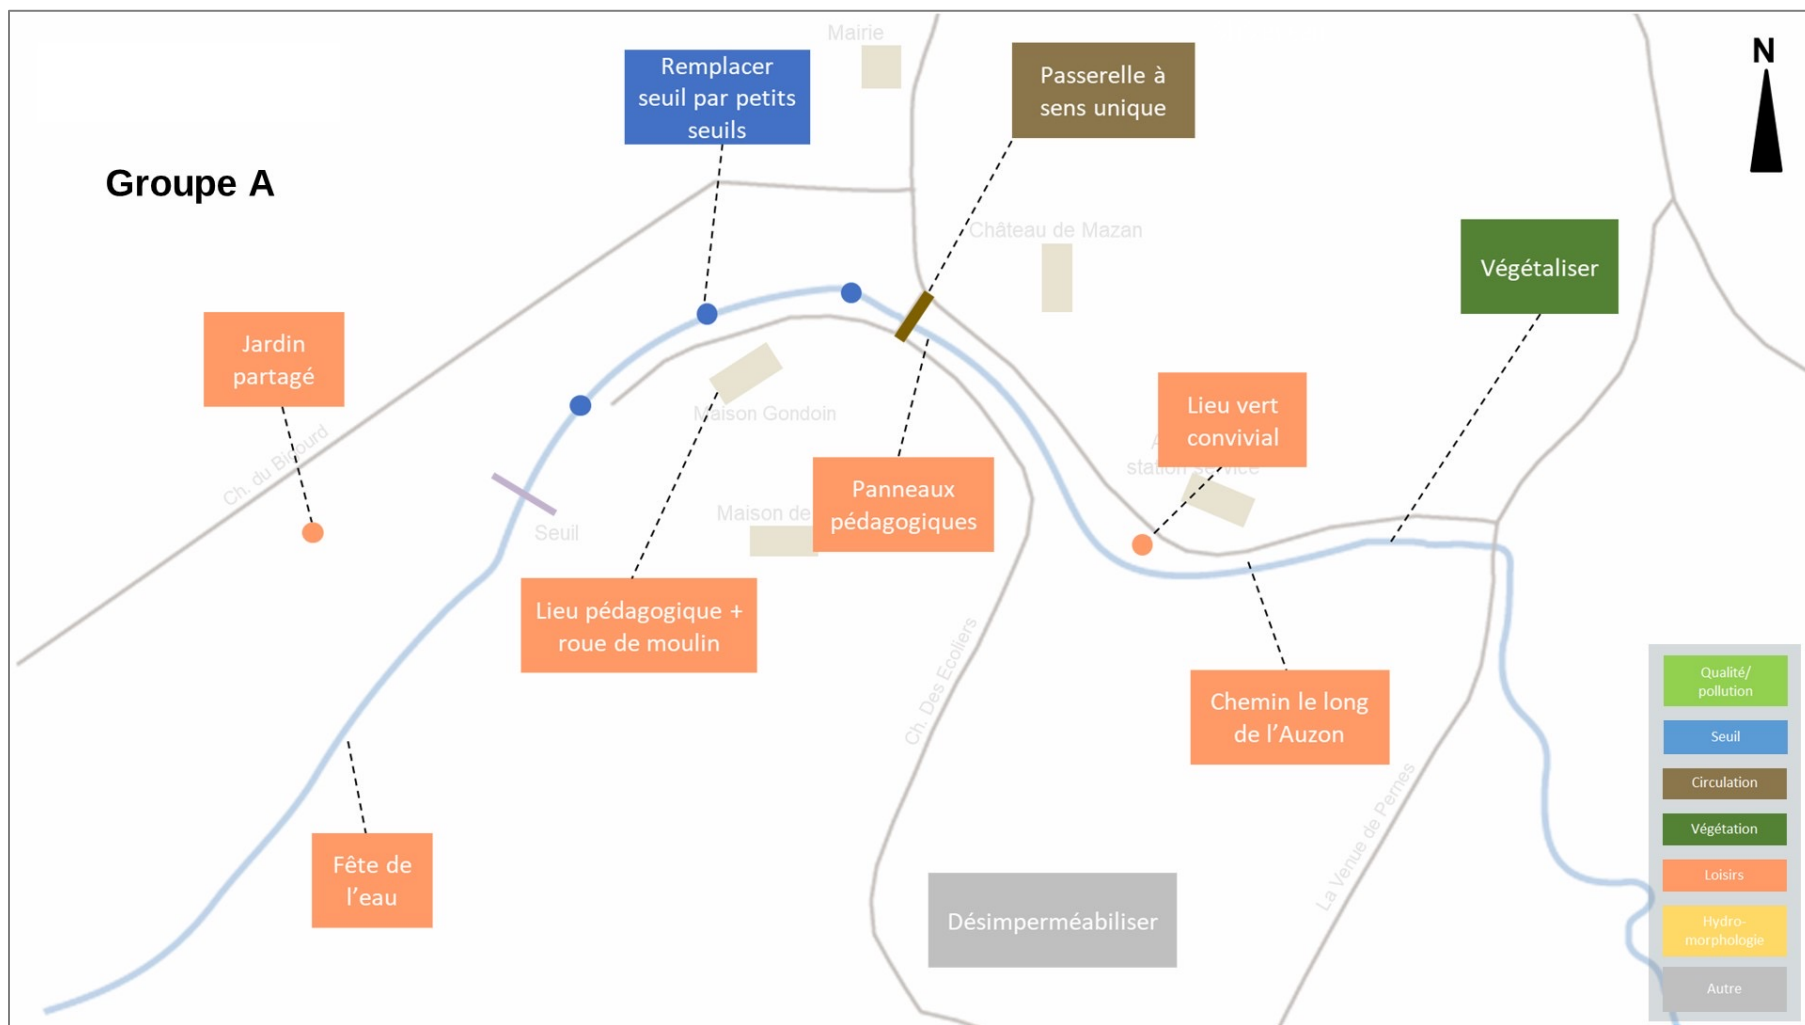 Mairie
Remplacer
seuil par petits
seuils
Passerelle à
sens unique
N
Groupe A
Château de Mazan
Végétaliser
Jardin
partagé
Ch. du Bigourd
Maison Gondoin
Lieu vert
convivial
station service
Panneaux
pédagogiques
Seuil
Maison de
Lieu pédagogique +
roue de moulin
Ch. Des Ecoliers
Chemin le long
de l’Auzon
La Venue de Pernes
Fête de
l’eau
Désimperméabiliser
Qualité/
pollution
Seuil
Circulation
Végétation
Loisirs
Hydro-
morphologie
Autre